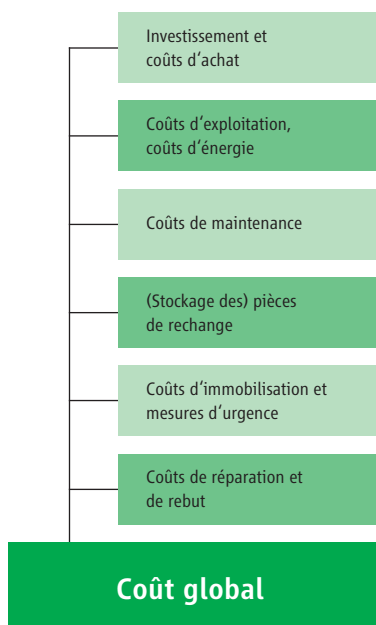 Investissement et
coûts d‘achat
Coûts d‘exploitation,
coûts d‘énergie
Coûts de maintenance
(Stockage des) pièces
de rechange
Coûts d‘immobilisation et
mesures d‘urgence
Coûts de réparation et
de rebut
Coût global